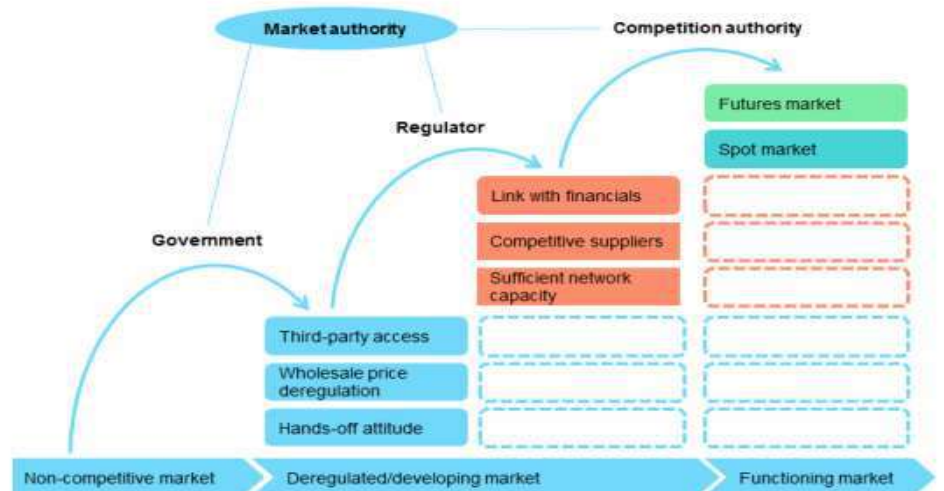 Market authority
Competition authority
Futures market
Regulator
Spot market
Link with financials
Government
Competitive suppliers
Sufficient network
capacity
Third-party access
Wholesale price
deregulation
Hands-off attitude
Non-competitive market
Deregulated/developing market
Functioning market